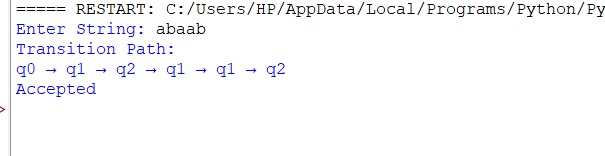 ===== RESTART: C:/Users/HP/AppData/Local/Programs/Python/Py
Enter String: abaab
Transition Path:
q0 → q1 → q2 → q1 → q1 → q2
Accepted
>